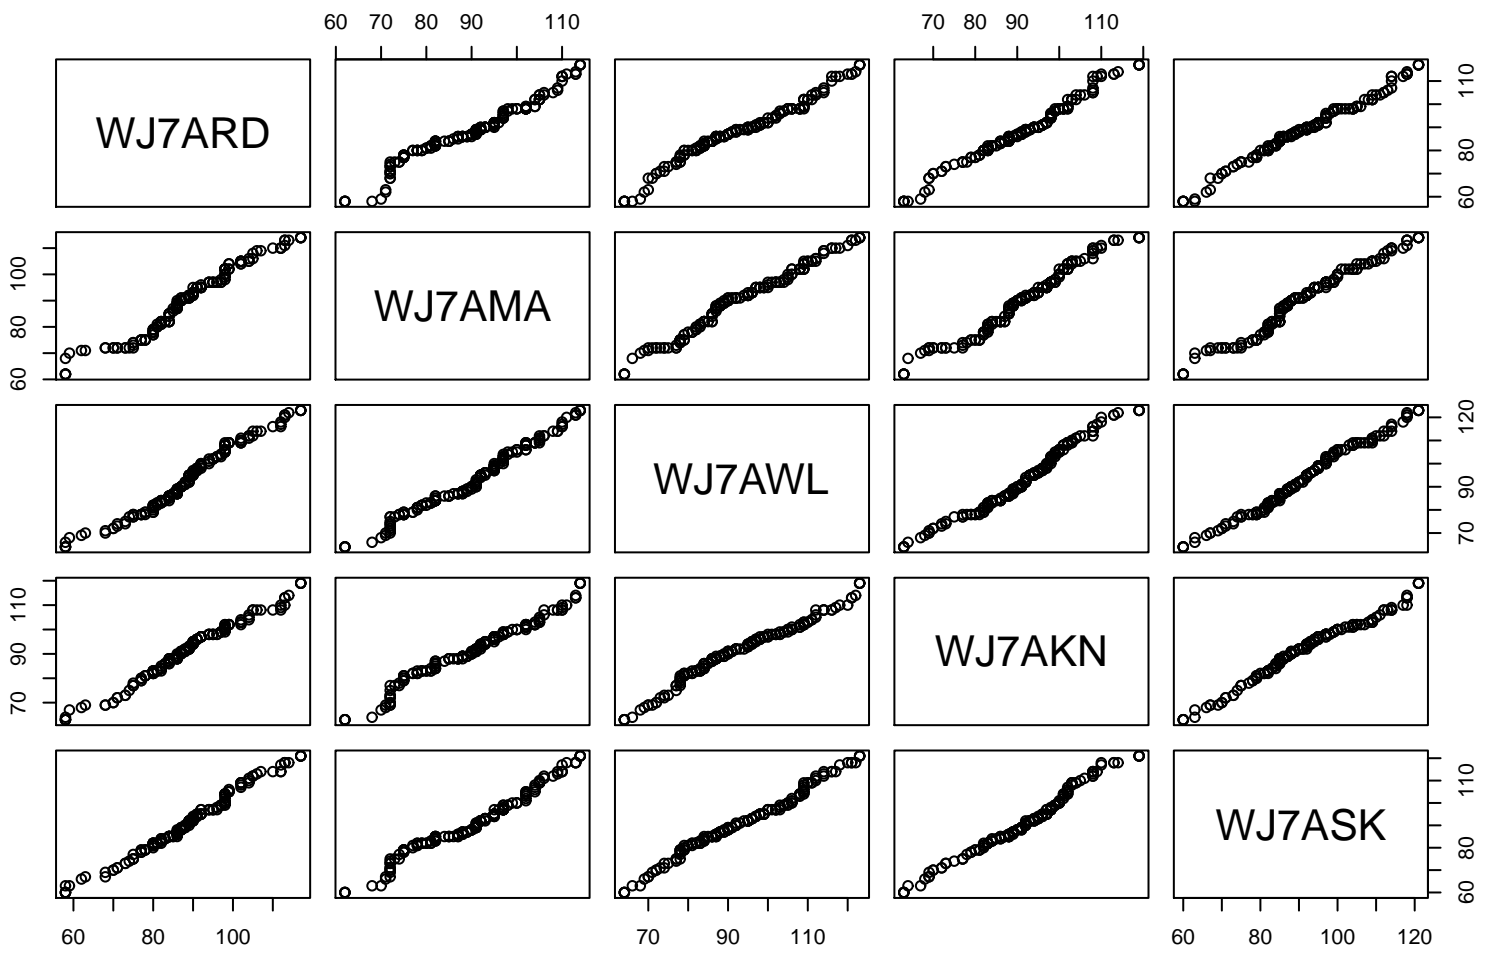 60 70 80 90 110 70 80 90 110
WJ7ARD 60 80 110
60 80 100 WJ7AMA
WJ7AWL 70 90 120
70 90 110 WJ7AKN
WJ7ASK 60 80 110
60 80 100 70 90 110 60 80 100 120